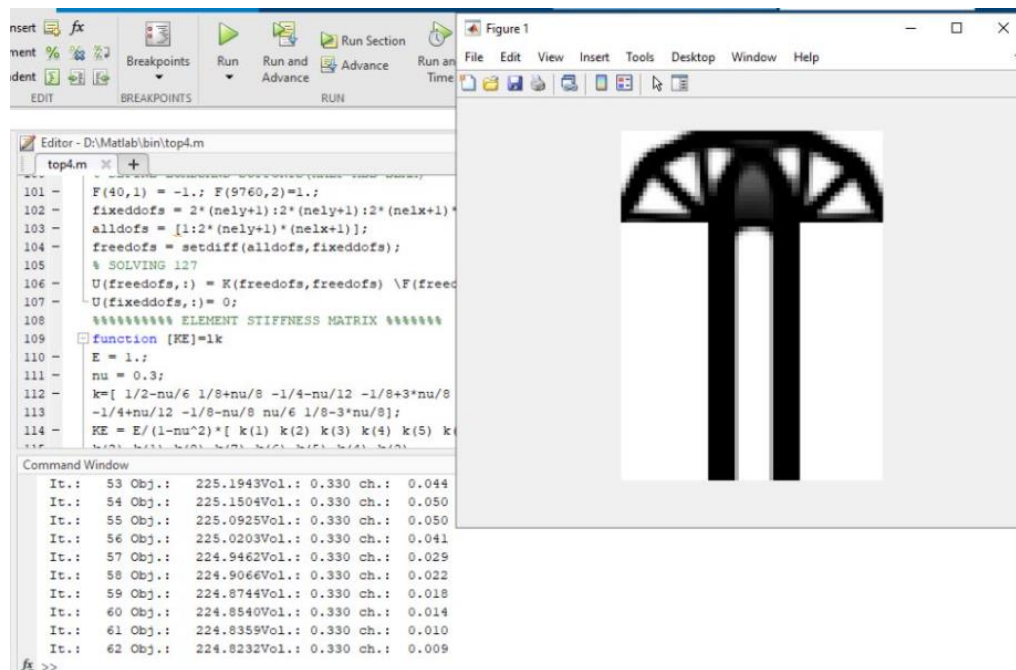 nsert fx
ment
dent
Breakpoints
Run
Run and
Advance
Run Section
Advance
Run an
Time
EDIT
BREAKPOINTS
RUN
Figure 1
File Edit View Insert Tools Desktop Window Help
Editor - D:\Matlab\bin\top4.m
top4.m
101 - F(40,1) = -1.; F(9760,2)=1.;
102 - fixeddofs = 2*(nely+1):2*(nely+1):2*(nelx+1)*
103 - alldofs = [1:2*(nely+1)*(nelx+1)];
104 - freedofs = setdiff(alldofs,fixeddofs);
105 % SOLVING 127
106 - U(freedofs,:) = K(freedofs,freedofs) \F(freed
107 - U(fixeddofs,:)= 0;
108 %%%%%%%%%% ELEMENT STIFFNESS MATRIX %%%%%%%
109 function [KE]=lk
110 - E = 1.;
111 - nu = 0.3;
112 - k=[ 1/2-nu/6 1/8+nu/8 -1/4-nu/12 -1/8+3*nu/8
113 -1/4+nu/12 -1/8-nu/8 nu/6 1/8-3*nu/8];
114 - KE = E/(1-nu^2)*[ k(1) k(2) k(3) k(4) k(5) k(
Command Window
It.: 53 Obj.: 225.1943Vol.: 0.330 ch.: 0.044
It.: 54 Obj.: 225.1504Vol.: 0.330 ch.: 0.050
It.: 55 Obj.: 225.0925Vol.: 0.330 ch.: 0.050
It.: 56 Obj.: 225.0203Vol.: 0.330 ch.: 0.041
It.: 57 Obj.: 224.9462Vol.: 0.330 ch.: 0.029
It.: 58 Obj.: 224.9066Vol.: 0.330 ch.: 0.022
It.: 59 Obj.: 224.8744Vol.: 0.330 ch.: 0.018
It.: 60 Obj.: 224.8540Vol.: 0.330 ch.: 0.014
It.: 61 Obj.: 224.8359Vol.: 0.330 ch.: 0.010
It.: 62 Obj.: 224.8232Vol.: 0.330 ch.: 0.009
fx >>